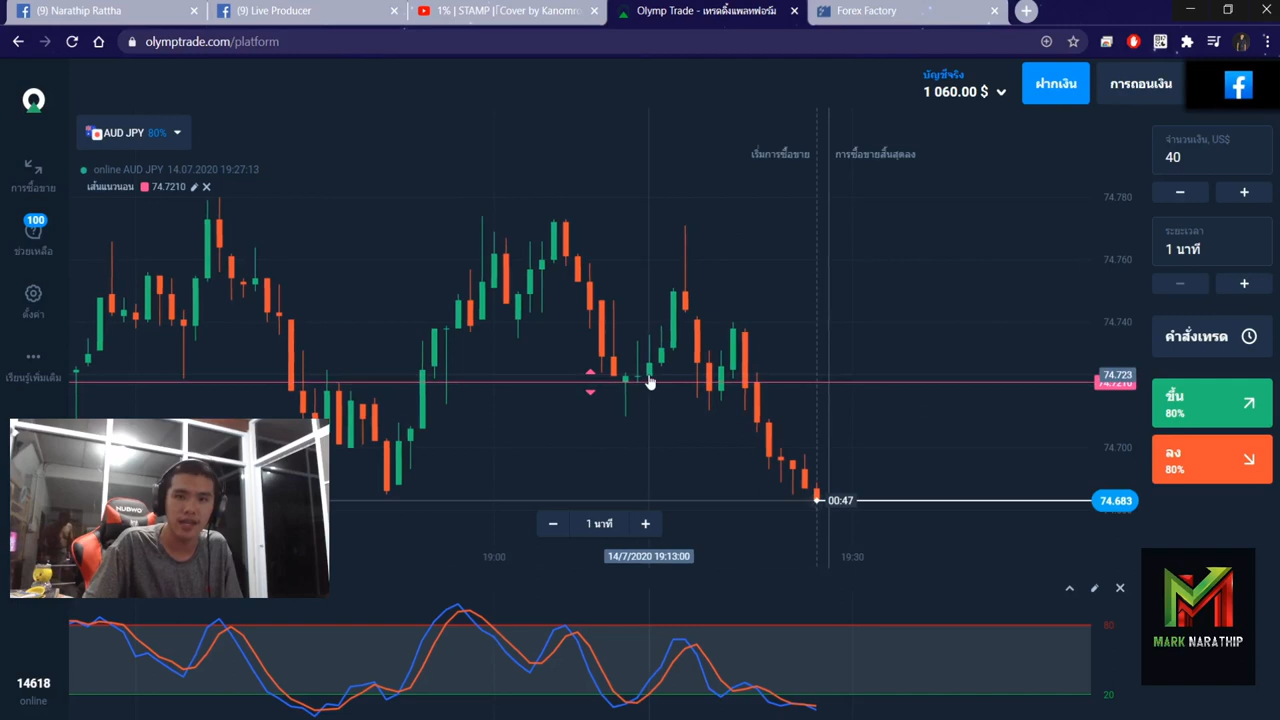 (9) Narathip Rattha
(9) Live Producer
1% | STAMP |「Cover by Kanomro
Olymp Trade - เทรดดิ้งแพลทฟอร์ม
Forex Factory
olymptrade.com/platform
บัญชีจริง
1 060.00 $
ฝากเงิน
การถอนเงิน
AUD JPY 80%
online AUD JPY 14.07.2020 19:27:13
เส้นแนวนอน 74.7210
เริ่มการซื้อขาย
การซื้อขายสิ้นสุดลง
จำนวนเงิน, US$
40
ระยะเวลา
1 นาที
คำสั่งเทรด
ขึ้น
80%
ลง
80%
การซื้อขาย
100
ช่วยเหลือ
ตั้งค่า
เรียนรู้เพิ่มเติม
74.780
74.760
74.740
74.723
74.7210
74.700
74.683
00:47
1 นาที
19:00
14/7/2020 19:13:00
19:30
80
20
14618
online
HUBWO
MARK NARATHIP